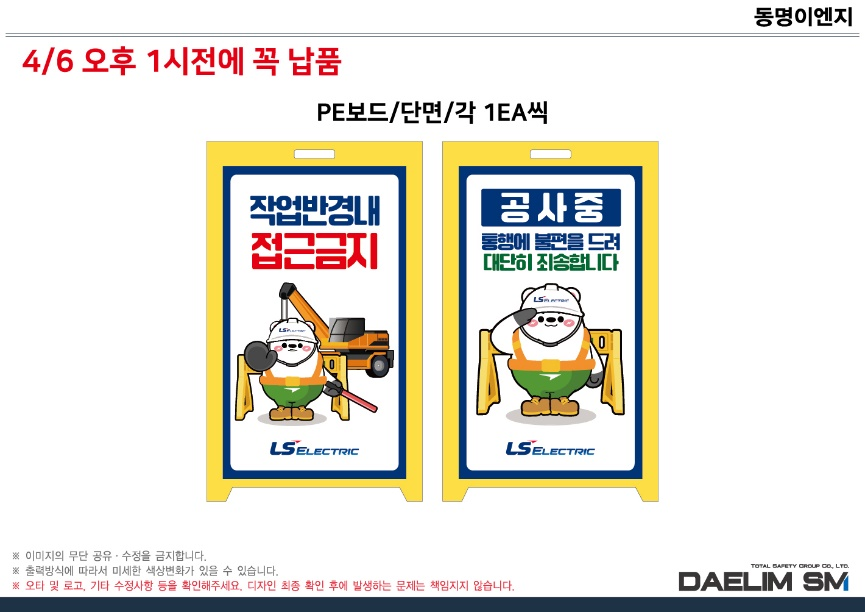 동명이엔지
4/6 오후 1시전에 꼭 납품
PE보드/단면/각 1EA씩
작업반경내
접근금지
LS ELECTRIC
LS ELECTRIC
공사중
통행에 불편을 드려
대단히 죄송합니다
LS ELECTRIC
LS ELECTRIC
※ 이미지의 무단 공유 · 수정을 금지합니다.
※ 출력방식에 따라서 미세한 색상변화가 있을 수 있습니다.
※ 오타 및 로고, 기타 수정사항 등을 확인해주세요. 디자인 최종 확인 후에 발생하는 문제는 책임지지 않습니다.
TOTAL SAFETY GROUP CO., LTD.
DAELIM SM